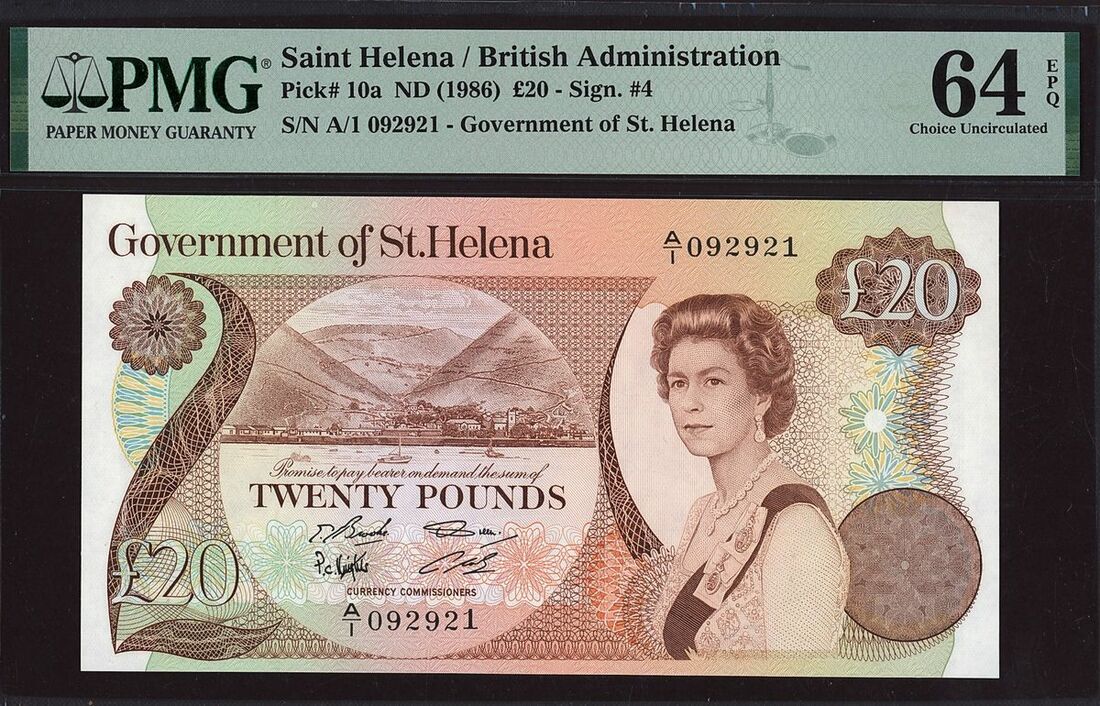 PMG®
PAPER MONEY GUARANTY
Saint Helena / British Administration
Pick# 10a ND (1986) £20 - Sign. #4
S/N A/1 092921 - Government of St. Helena
64 EPQ
Choice Uncirculated
Government of St.Helena
A/1 092921
£20
Promise to pay bearer on demand the sum of
TWENTY POUNDS
£20
CURRENCY COMMISSIONERS
A/1 092921